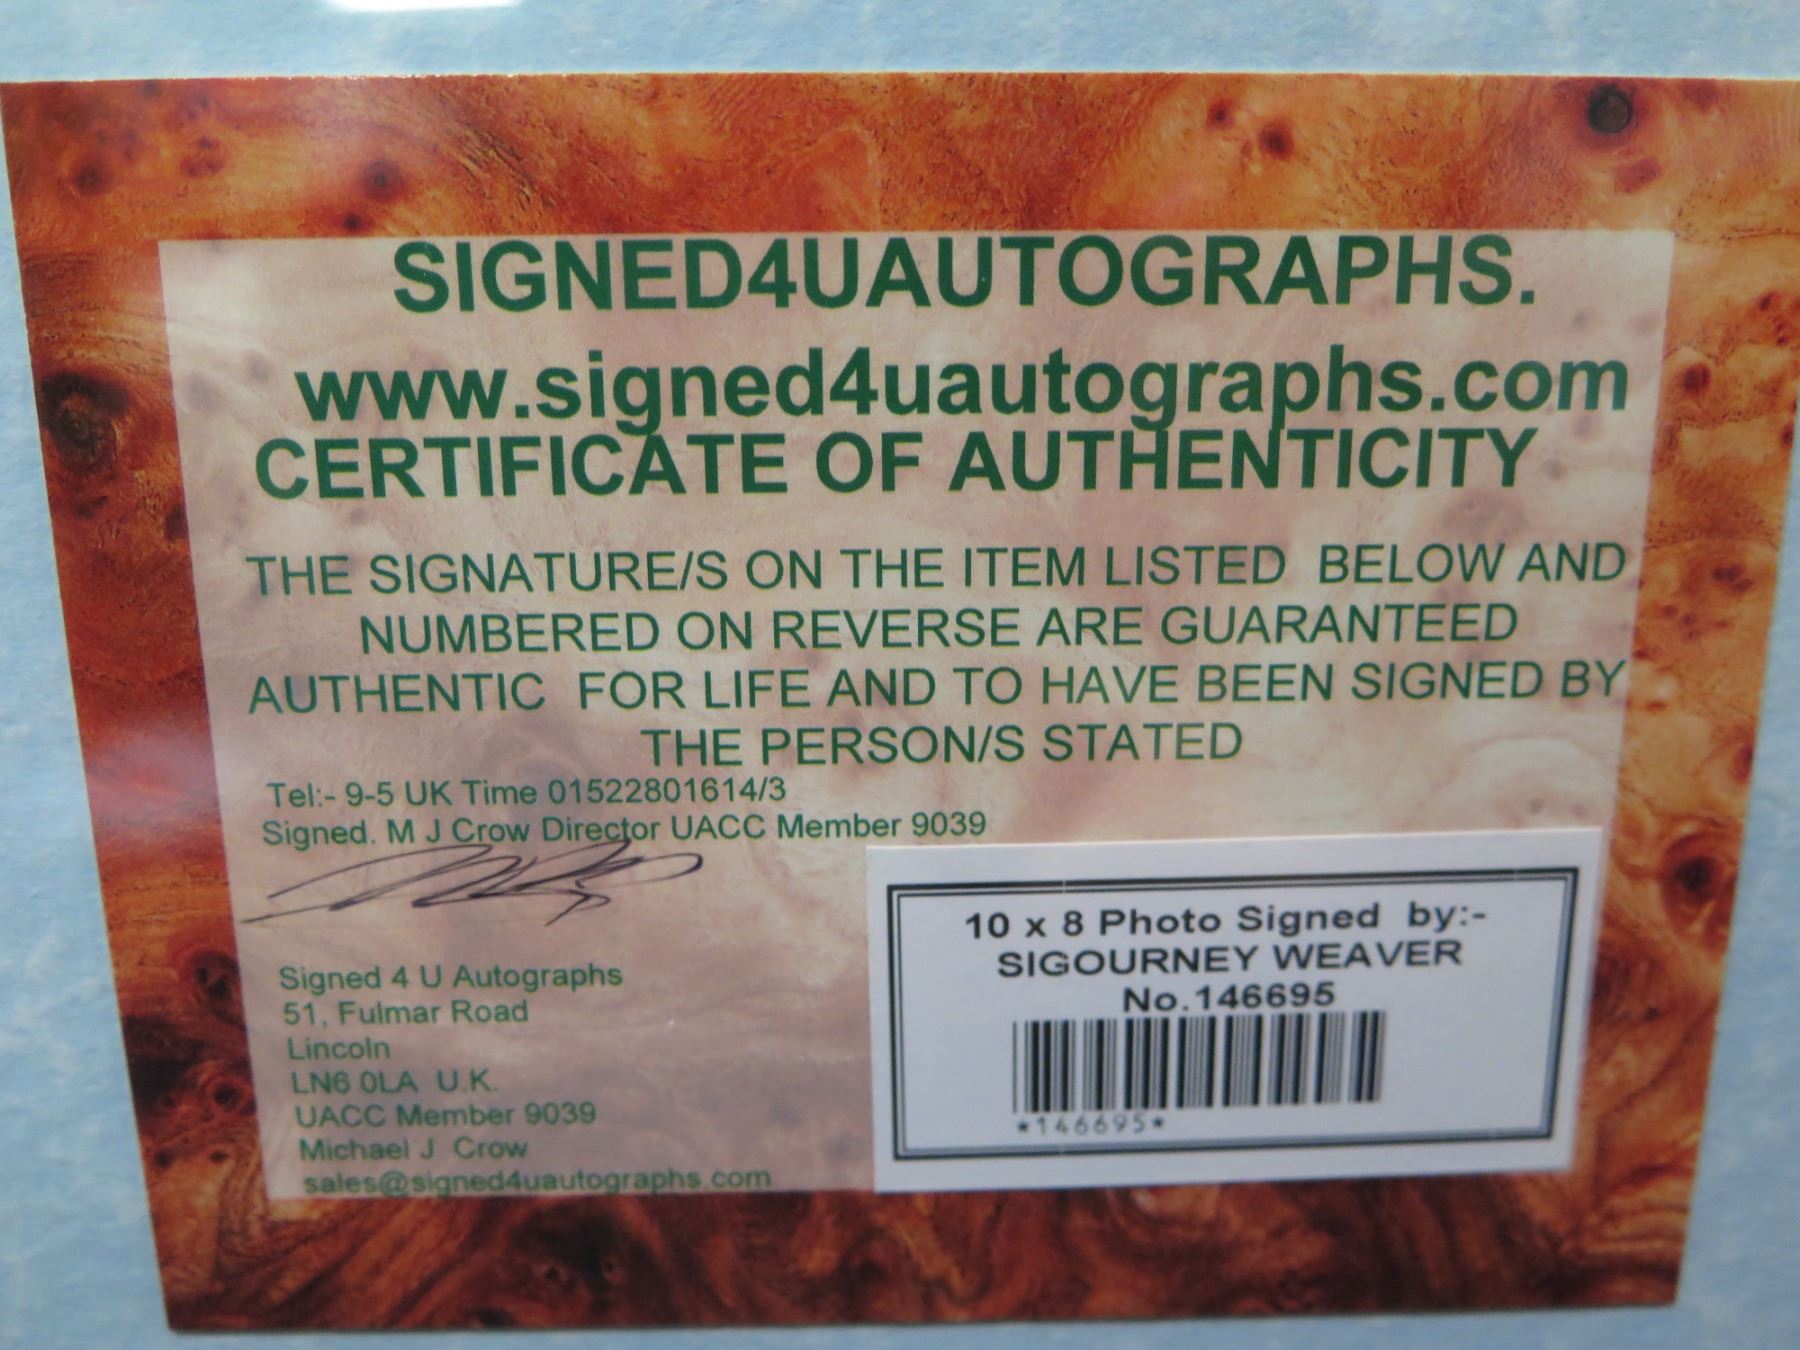 SIGNED4UAUTOGRAPHS.
www.signed4uautographs.com
CERTIFICATE OF AUTHENTICITY
THE SIGNATURE/S ON THE ITEM LISTED BELOW AND
NUMBERED ON REVERSE ARE GUARANTEED
AUTHENTIC FOR LIFE AND TO HAVE BEEN SIGNED BY
THE PERSON/S STATED
Tel:- 9-5 UK Time 01522801614/3
Signed. M J Crow Director UACC Member 9039
Signed 4 U Autographs
51, Fulmar Road
Lincoln
LN6 0LA U.K.
UACC Member 9039
Michael J Crow
sales@signed4uautographs.com
10 x 8 Photo Signed by:-
SIGOURNEY WEAVER
No.146695
*146695*